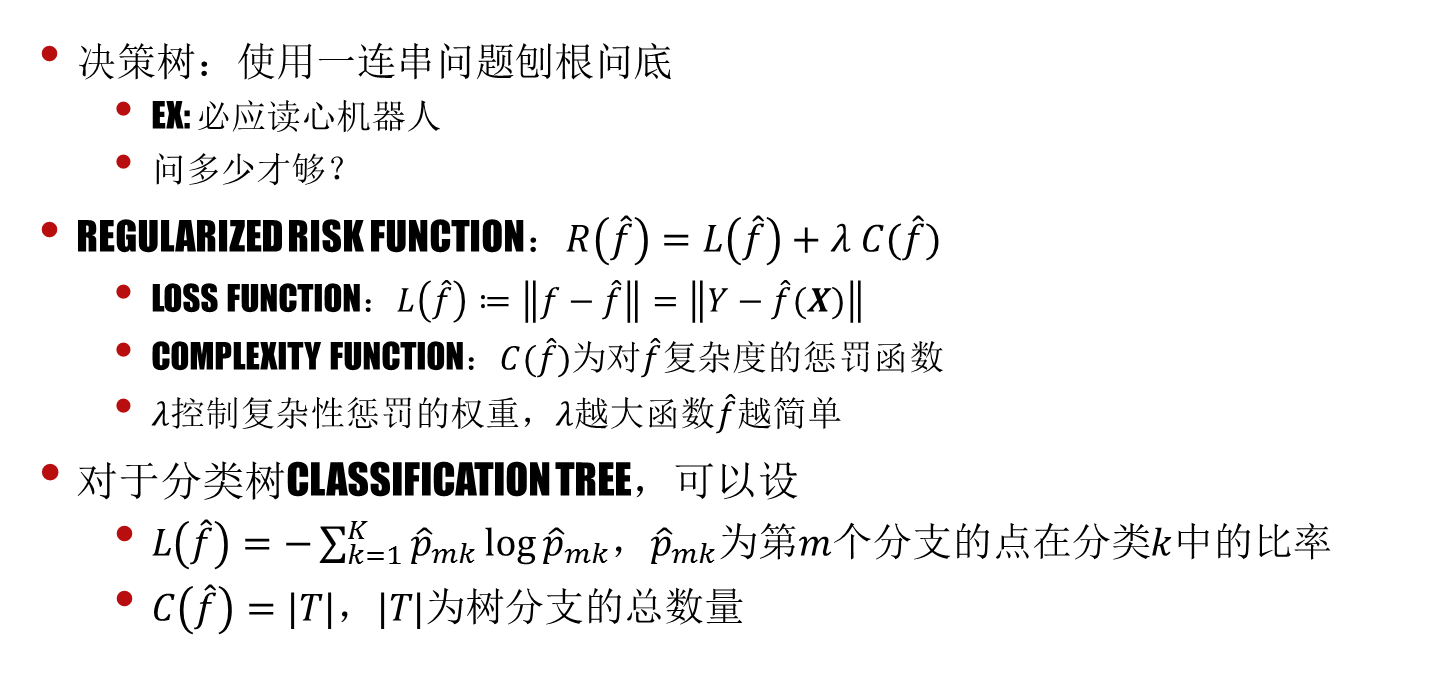 • 决策树：使用一连串问题刨根问底
• EX: 必应读心机器人
• 问多少才够？
• REGULARIZED RISK FUNCTION：R(f̂) = L(f̂) + λ C(f̂)
• LOSS FUNCTION：L(f̂) ≔ ‖f − f̂‖ = ‖Y − f̂(X)‖
• COMPLEXITY FUNCTION：C(f̂)为对f̂复杂度的惩罚函数
• λ控制复杂性惩罚的权重，λ越大函数f̂越简单
• 对于分类树CLASSIFICATION TREE，可以设
• L(f̂) = − ∑_{k=1}^{K} p̂_{mk} log p̂_{mk}，p̂_{mk}为第m个分支的点在分类k中的比率
• C(f̂) = |T|，|T|为树分支的总数量